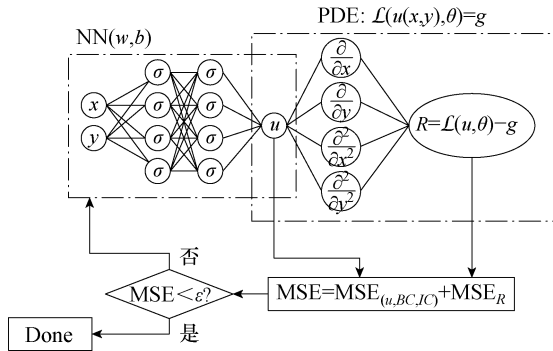 PDE: ℒ(u(x,y),θ)=g
NN(w,b)
x
y
σ
σ
σ
σ
σ
σ
σ
σ
u
∂/∂x
∂/∂y
∂²/∂x²
∂²/∂y²
R=ℒ(u,θ)−g
否
MSE<ε?
是
MSE=MSE(u,BC,IC)+MSE_R
Done